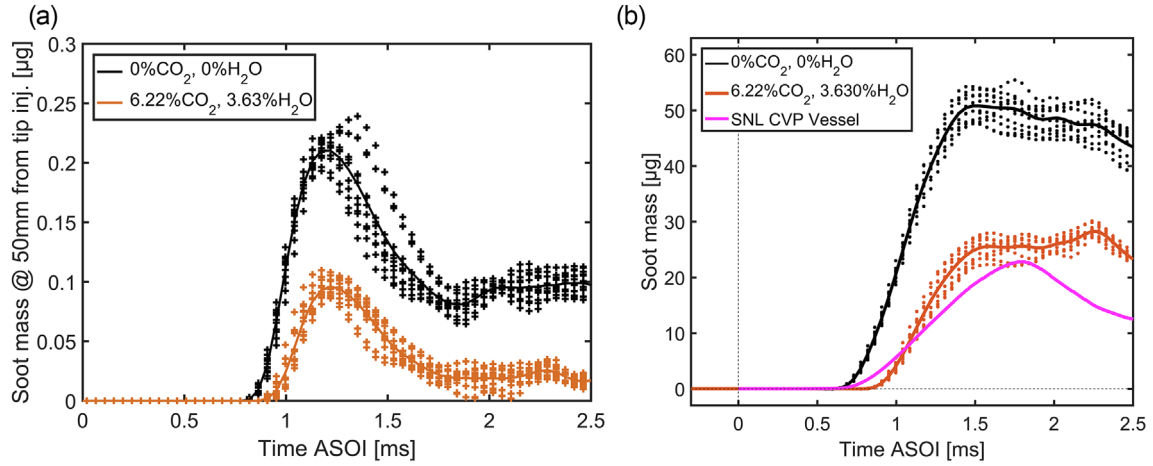 (a)
0.3
0.25
0.2
0.15
0.1
0.05
0
Soot mass @ 50mm from tip inj. [µg]
0%CO₂, 0%H₂O
6.22%CO₂, 3.63%H₂O
0
0.5
1
1.5
2
2.5
Time ASOI [ms]
(b)
60
50
40
30
20
10
0
Soot mass [µg]
0%CO₂, 0%H₂O
6.22%CO₂, 3.630%H₂O
SNL CVP Vessel
0
0.5
1
1.5
2
2.5
Time ASOI [ms]